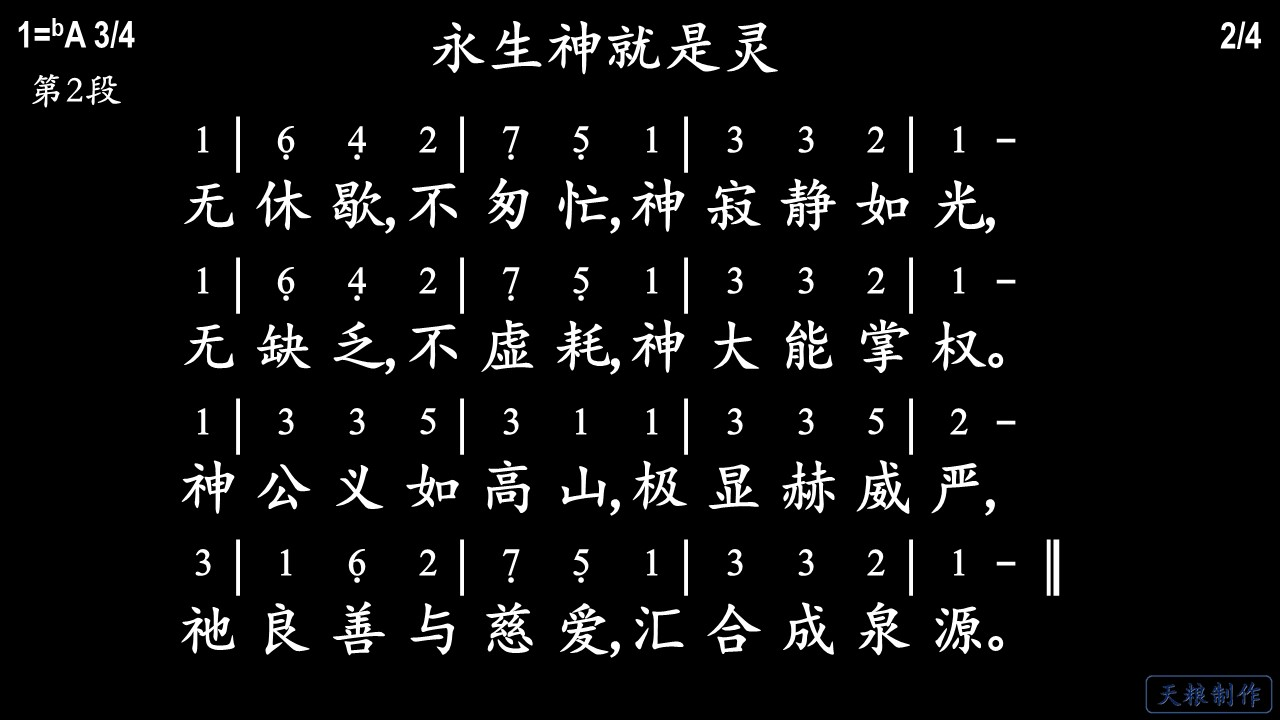 1=ᵇA 3/4
永生神就是灵
2/4
第2段
1 | 6̣ 4̣ 2 | 7̣ 5̣ 1 | 3 3 2 | 1 –
无休歇,不匆忙,神寂静如光,
1 | 6̣ 4̣ 2 | 7̣ 5̣ 1 | 3 3 2 | 1 –
无缺乏,不虚耗,神大能掌权。
1 | 3 3 5 | 3 1 1 | 3 3 5 | 2 –
神公义如高山,极显赫威严,
3 | 1 6̣ 2 | 7̣ 5̣ 1 | 3 3 2 | 1 – ‖
祂良善与慈爱,汇合成泉源。
天粮制作